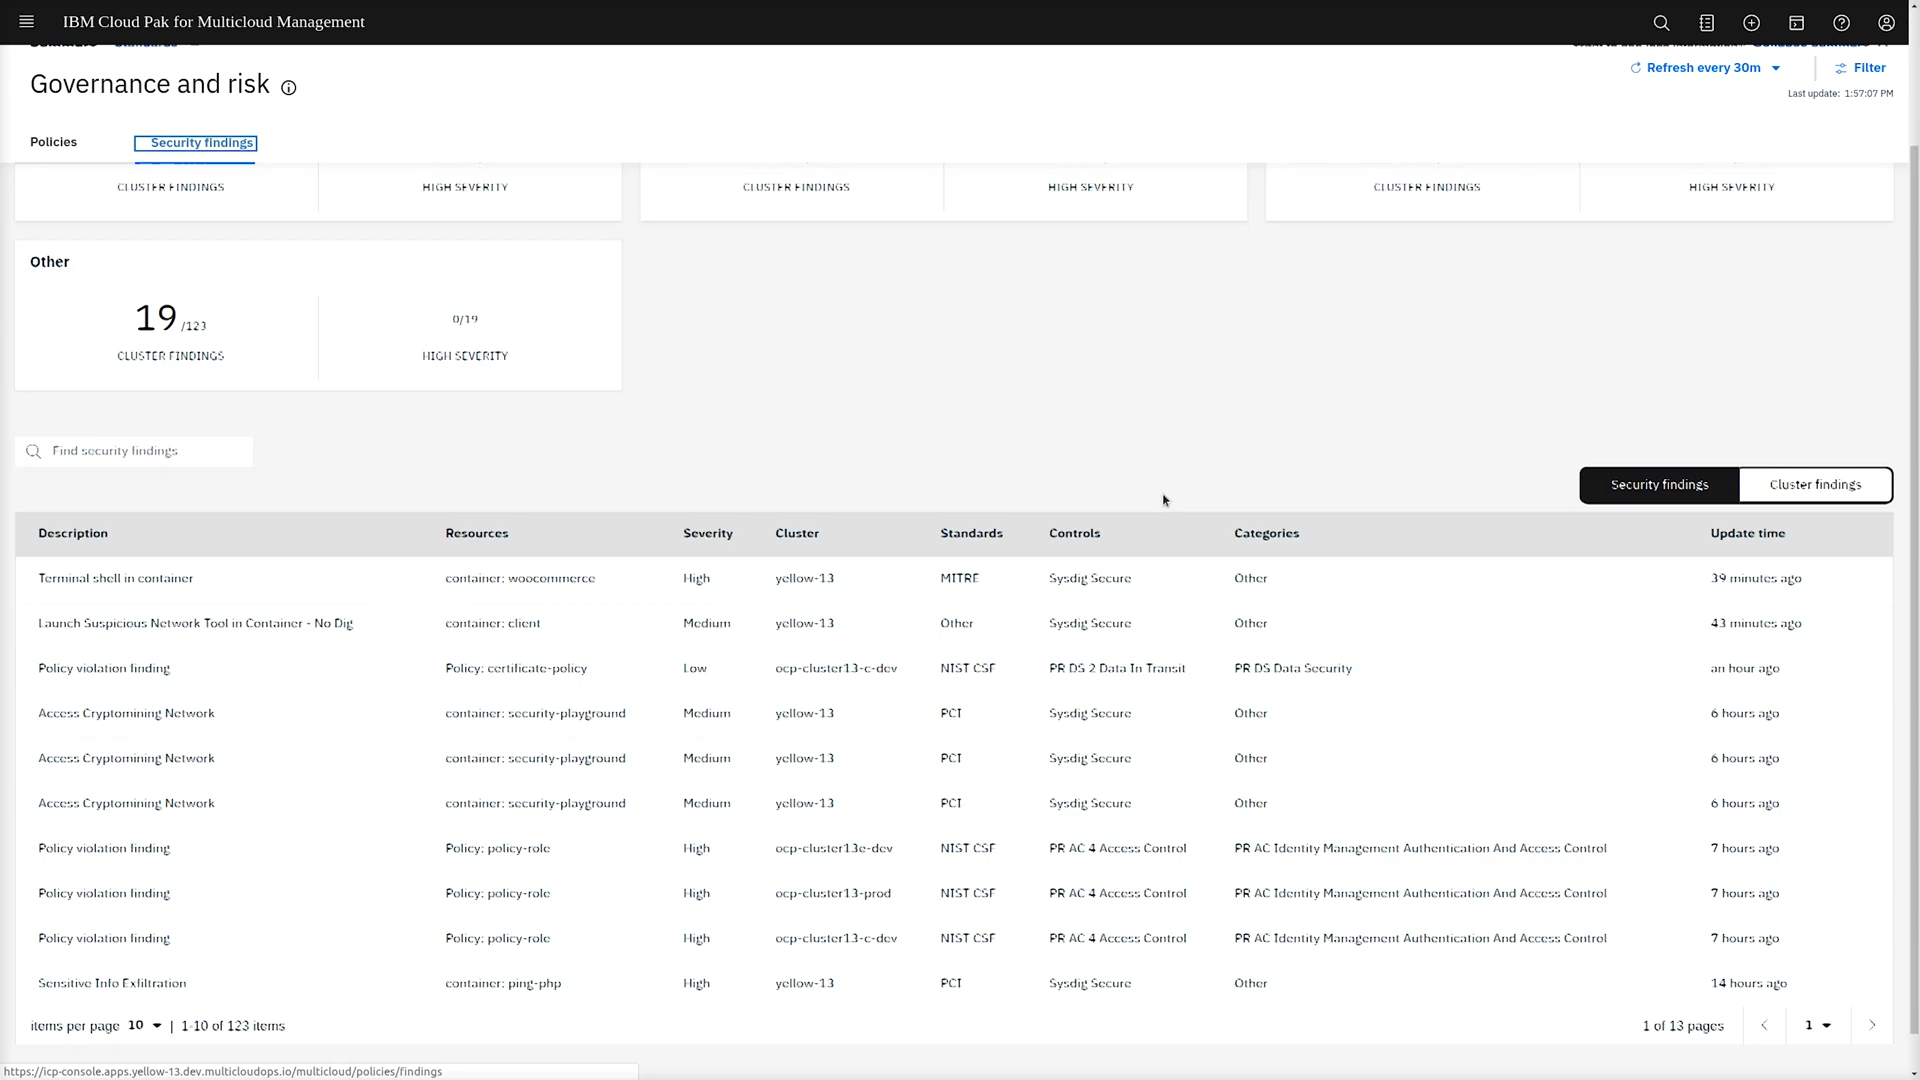 IBM Cloud Pak for Multicloud Management
Governance and risk
Refresh every 30m
Filter
Last update: 1:57:07 PM
Policies
Security findings
CLUSTER FINDINGS HIGH SEVERITY CLUSTER FINDINGS HIGH SEVERITY CLUSTER FINDINGS HIGH SEVERITY
Other
19 /123 0/19
CLUSTER FINDINGS HIGH SEVERITY
Find security findings
Security findings Cluster findings
Description Resources Severity Cluster Standards Controls Categories Update time
Terminal shell in container container: woocommerce High yellow-13 MITRE Sysdig Secure Other 39 minutes ago
Launch Suspicious Network Tool in Container - No Dig container: client Medium yellow-13 Other Sysdig Secure Other 43 minutes ago
Policy violation finding Policy: certificate-policy Low ocp-cluster13-c-dev NIST CSF PR DS 2 Data In Transit PR DS Data Security an hour ago
Access Cryptomining Network container: security-playground Medium yellow-13 PCI Sysdig Secure Other 6 hours ago
Access Cryptomining Network container: security-playground Medium yellow-13 PCI Sysdig Secure Other 6 hours ago
Access Cryptomining Network container: security-playground Medium yellow-13 PCI Sysdig Secure Other 6 hours ago
Policy violation finding Policy: policy-role High ocp-cluster13e-dev NIST CSF PR AC 4 Access Control PR AC Identity Management Authentication And Access Control 7 hours ago
Policy violation finding Policy: policy-role High ocp-cluster13-prod NIST CSF PR AC 4 Access Control PR AC Identity Management Authentication And Access Control 7 hours ago
Policy violation finding Policy: policy-role High ocp-cluster13-c-dev NIST CSF PR AC 4 Access Control PR AC Identity Management Authentication And Access Control 7 hours ago
Sensitive Info Exfiltration container: ping-php High yellow-13 PCI Sysdig Secure Other 14 hours ago
items per page 10 | 1-10 of 123 items 1 of 13 pages 1
https://icp-console.apps.yellow-13.dev.multicloudops.io/multicloud/policies/findings